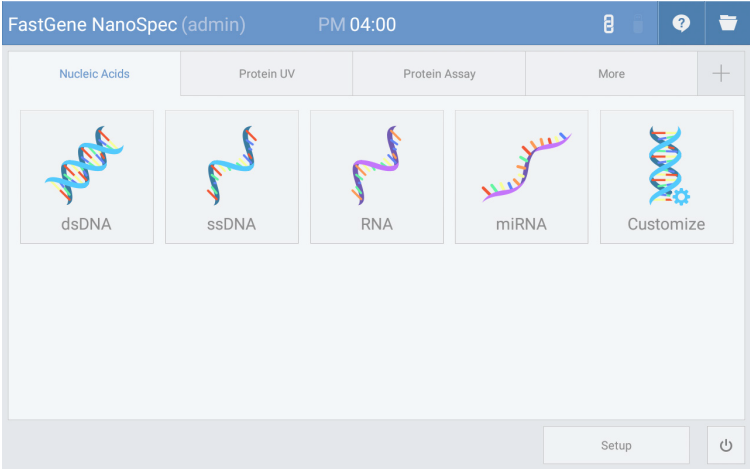 FastGene NanoSpec (admin) PM 04:00
Nucleic Acids Protein UV Protein Assay More
dsDNA ssDNA RNA miRNA Customize
Setup